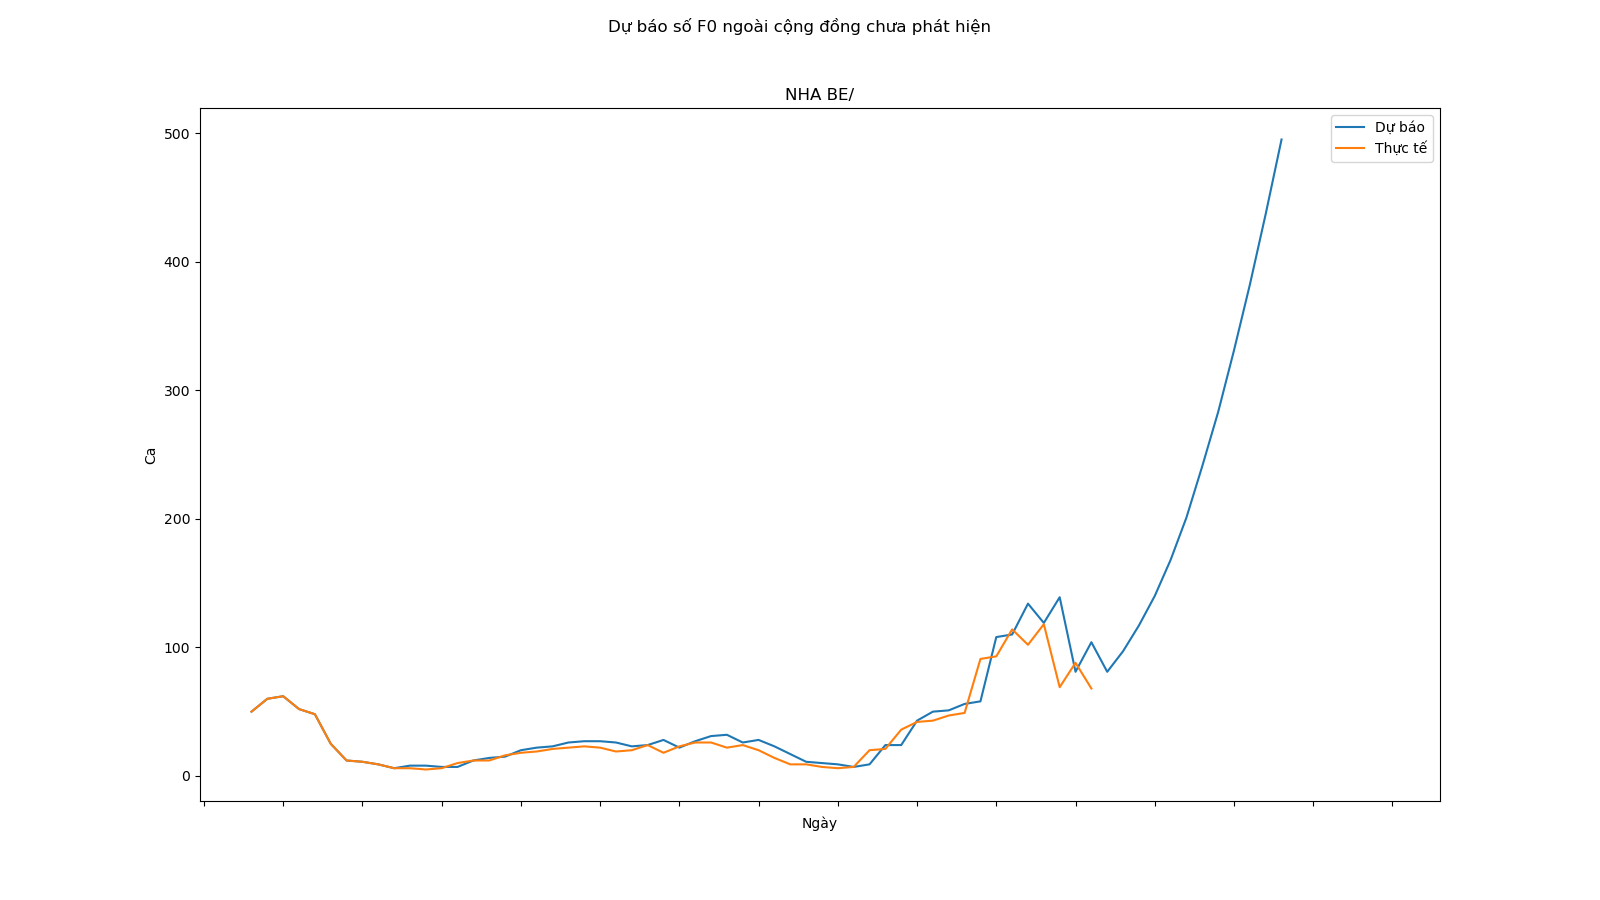 Dự báo số F0 ngoài cộng đồng chưa phát hiện
NHA BE/
Dự báo
Thực tế
500
400
300
200
100
0
Ca
Ngày